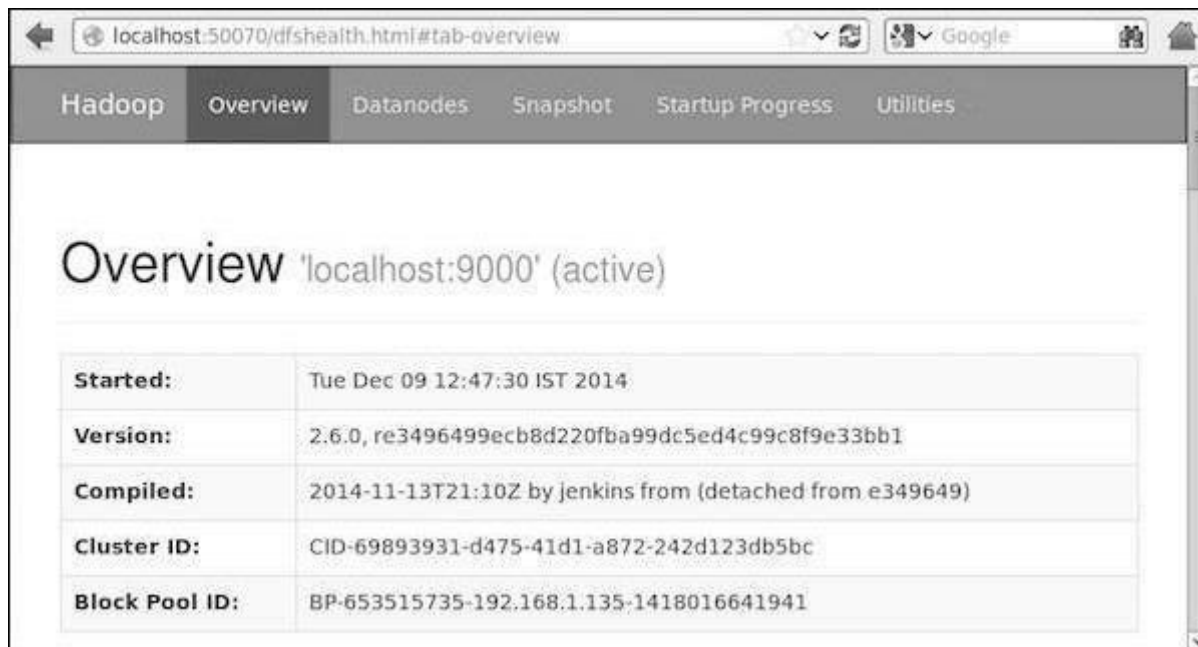 localhost:50070/dfshealth.html#tab-overview Google
Hadoop Overview Datanodes Snapshot Startup Progress Utilities
Overview 'localhost:9000' (active)
Started: Tue Dec 09 12:47:30 IST 2014
Version: 2.6.0, re3496499ecb8d220fba99dc5ed4c99c8f9e33bb1
Compiled: 2014-11-13T21:10Z by jenkins from (detached from e349649)
Cluster ID: CID-69893931-d475-41d1-a872-242d123db5bc
Block Pool ID: BP-653515735-192.168.1.135-1418016641941